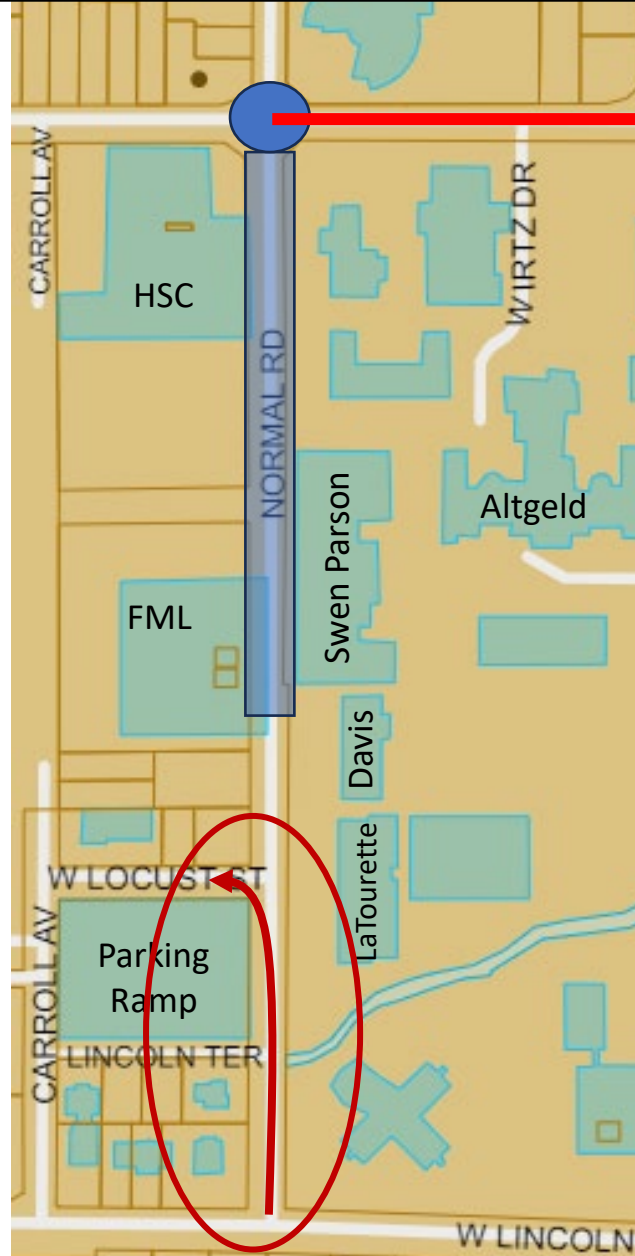 CARROLL AV
HSC
NORMAL RD
WIRTZ DR
Altgeld
Swen Parson
FML
Davis
LaTourette
W LOCUST ST
Parking
Ramp
CARROLL AV
LINCOLN TER
W LINCOLN